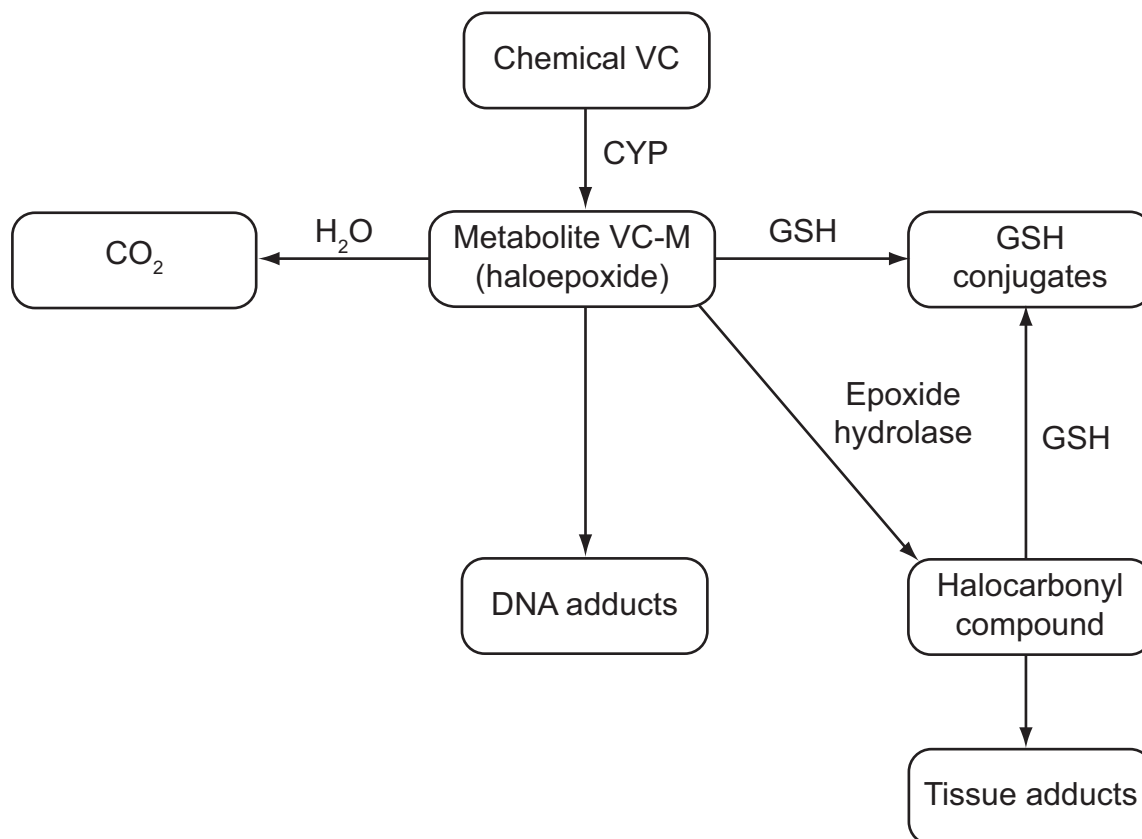 Chemical VC
CYP
H₂O
CO₂
Metabolite VC-M
(haloepoxide)
GSH
GSH
conjugates
Epoxide
hydrolase
GSH
DNA adducts
Halocarbonyl
compound
Tissue adducts